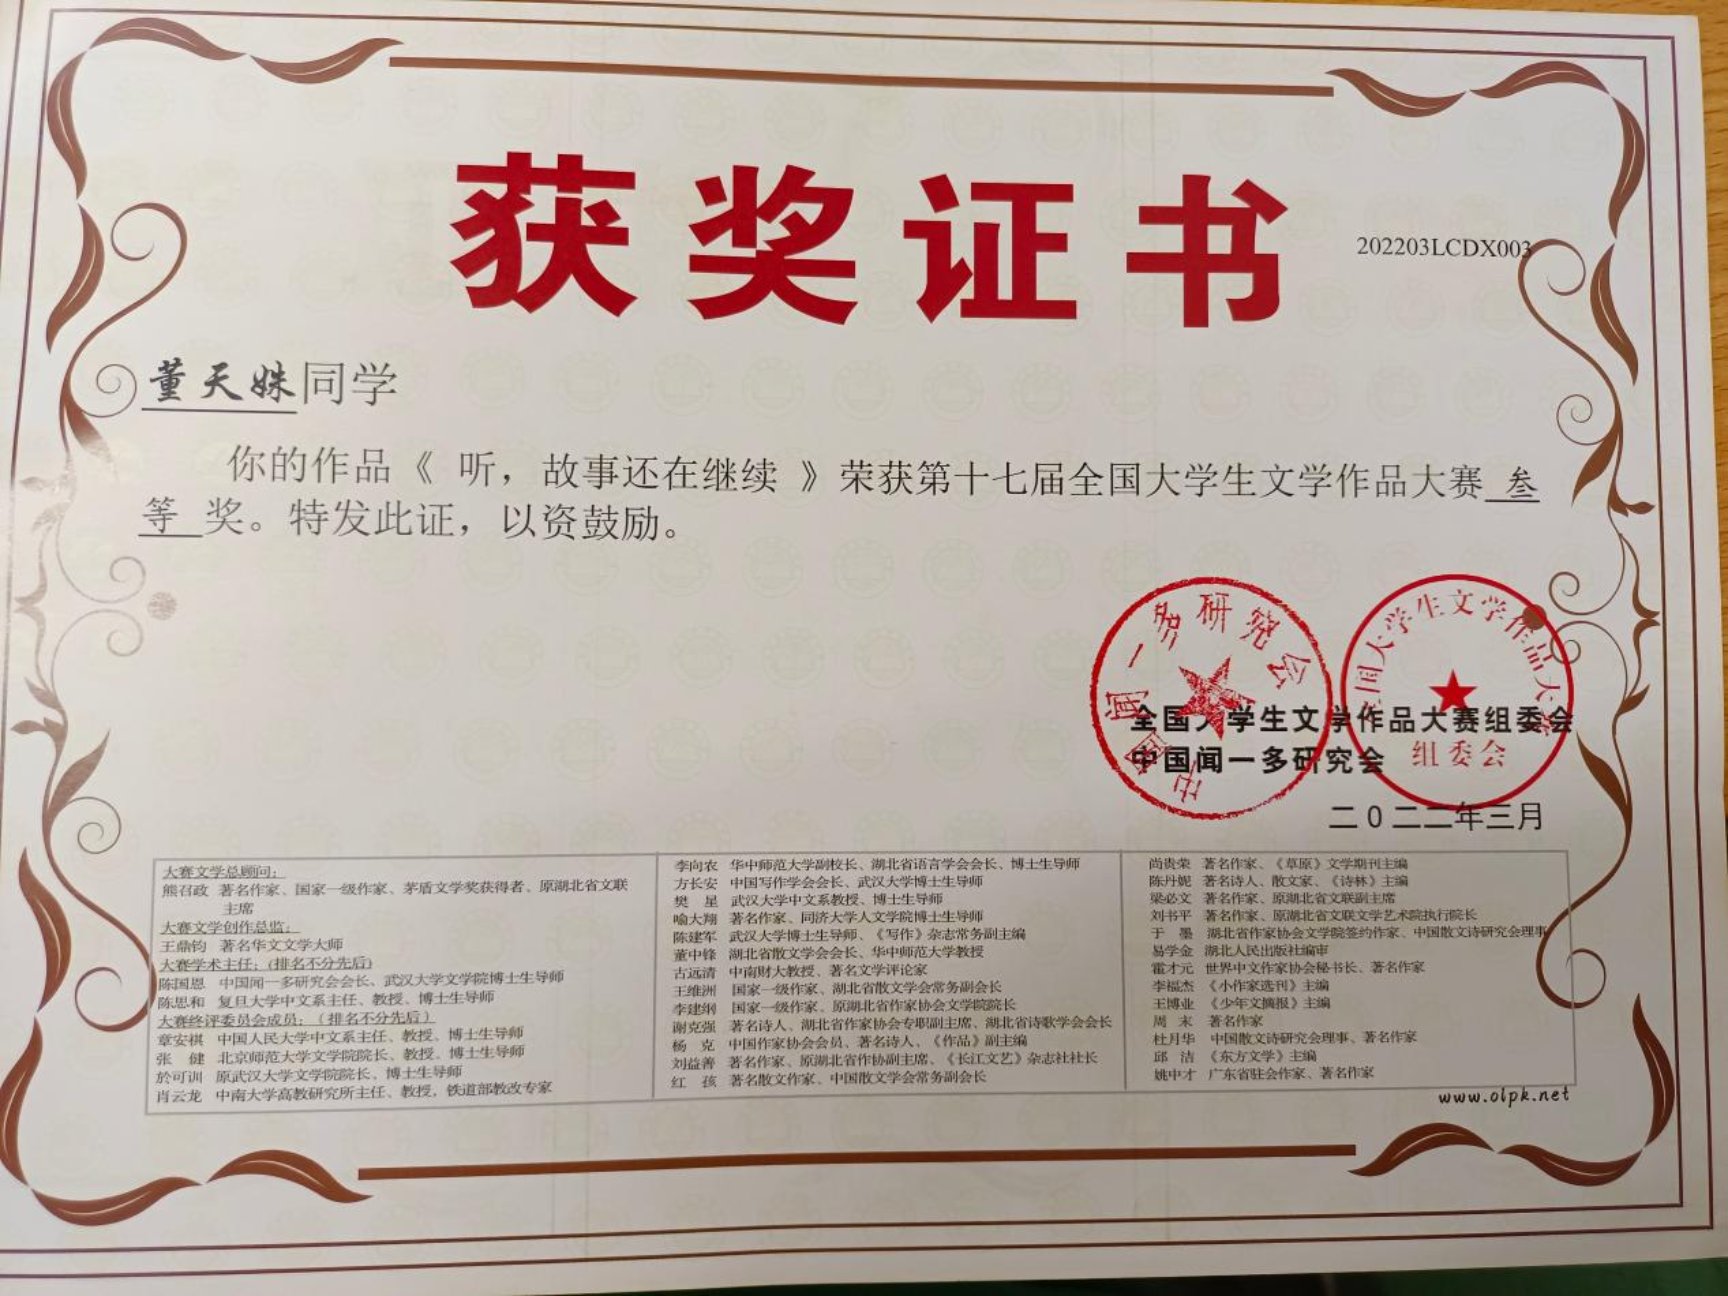 获奖证书
202203LCDX003
董天姝同学
你的作品《 听，故事还在继续 》荣获第十七届全国大学生文学作品大赛 叁
等 奖。特发此证，以资鼓励。
中国闻一多研究会
全国大学生文学作品大赛
组委会
全国大学生文学作品大赛组委会
中国闻一多研究会
二0二二年三月
大赛文学总顾问：
熊召政 著名作家、国家一级作家、茅盾文学奖获得者、原湖北省文联
主席
大赛文学创作总监：
王鼎钧 著名华文文学大师
大赛学术主任：(排名不分先后)
陈国恩 中国闻一多研究会会长、武汉大学文学院博士生导师
陈思和 复旦大学中文系主任、教授、博士生导师
大赛终评委员会成员：（排名不分先后）
章安祺 中国人民大学中文系主任、教授、博士生导师
张 健 北京师范大学文学院院长、教授、博士生导师
於可训 原武汉大学文学院院长、博士生导师
肖云龙 中南大学高教研究所主任、教授，铁道部教改专家
李向农 华中师范大学副校长、湖北省语言学会会长、博士生导师
方长安 中国写作学会会长、武汉大学博士生导师
樊 星 武汉大学中文系教授、博士生导师
喻大翔 著名作家、同济大学人文学院博士生导师
陈建军 武汉大学博士生导师、《写作》杂志常务副主编
董中锋 湖北省散文学会会长、华中师范大学教授
古远清 中南财大教授、著名文学评论家
王维洲 国家一级作家、湖北省散文学会常务副会长
李建纲 国家一级作家、原湖北省作家协会文学院院长
谢克强 著名诗人、湖北省作家协会专职副主席、湖北省诗歌学会会长
杨 克 中国作家协会会员、著名诗人、《作品》副主编
刘益善 著名作家、原湖北省作协副主席、《长江文艺》杂志社社长
红 孩 著名散文作家、中国散文学会常务副会长
尚贵荣 著名作家、《草原》文学期刊主编
陈丹妮 著名诗人、散文家、《诗林》主编
梁必文 著名作家、原湖北省文联副主席
刘书平 著名作家、原湖北省文联文学艺术院执行院长
于 墨 湖北省作家协会文学院签约作家、中国散文诗研究会理事
易学金 湖北人民出版社编审
霍才元 世界中文作家协会秘书长、著名作家
李福杰 《小作家选刊》主编
王博业 《少年文摘报》主编
周 末 著名作家
杜月华 中国散文诗研究会理事、著名作家
邱 洁 《东方文学》主编
姚中才 广东省驻会作家、著名作家
www.olpk.net